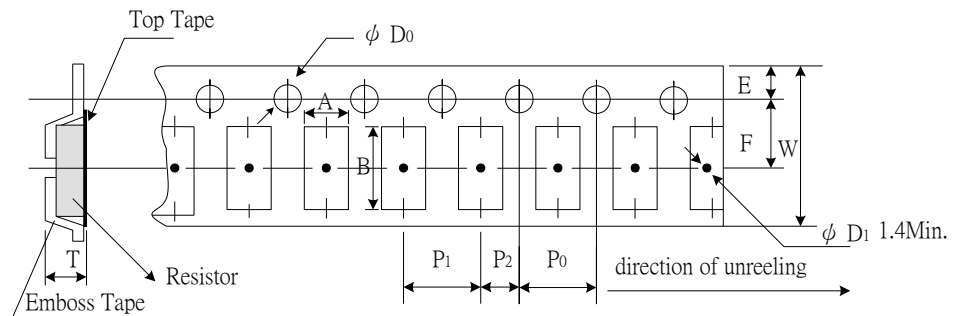 Top Tape
ϕ D0
E
A
F
W
B
ϕ D1 1.4Min.
T
P1
P2
P0
direction of unreeling
Resistor
Emboss Tape